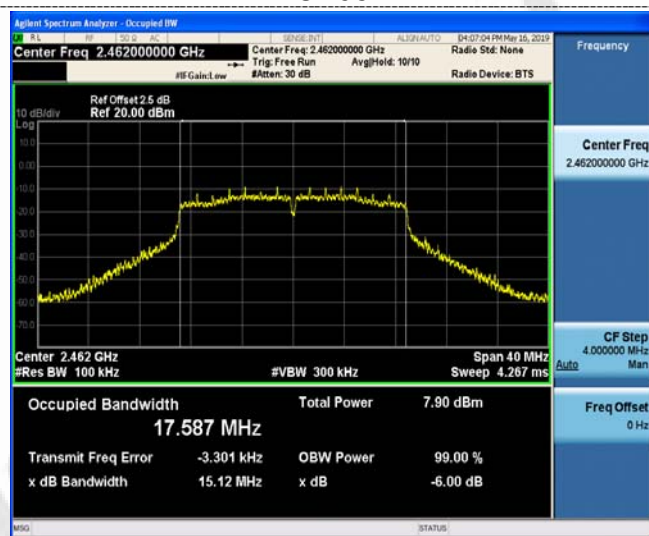 Agilent Spectrum Analyzer - Occupied BW
RL RF 50 Ω AC SENSE:INT ALIGNAUTO 04:07:04 PM May 16, 2019
Center Freq 2.462000000 GHz
Center Freq: 2.462000000 GHz Radio Std: None
Trig: Free Run Avg|Hold: 10/10
#IFGain:Low #Atten: 30 dB Radio Device: BTS
Frequency
Ref Offset 2.5 dB
10 dB/div Ref 20.00 dBm
Log
10.0
0.00
-10.0
-20.0
-30.0
-40.0
-50.0
-60.0
-70.0
Center Freq
2.462000000 GHz
Center 2.462 GHz Span 40 MHz
#Res BW 100 kHz #VBW 300 kHz Sweep 4.267 ms
CF Step
4.000000 MHz
Auto Man
Occupied Bandwidth Total Power 7.90 dBm
17.587 MHz
Transmit Freq Error -3.301 kHz OBW Power 99.00 %
x dB Bandwidth 15.12 MHz x dB -6.00 dB
Freq Offset
0 Hz
MSG STATUS